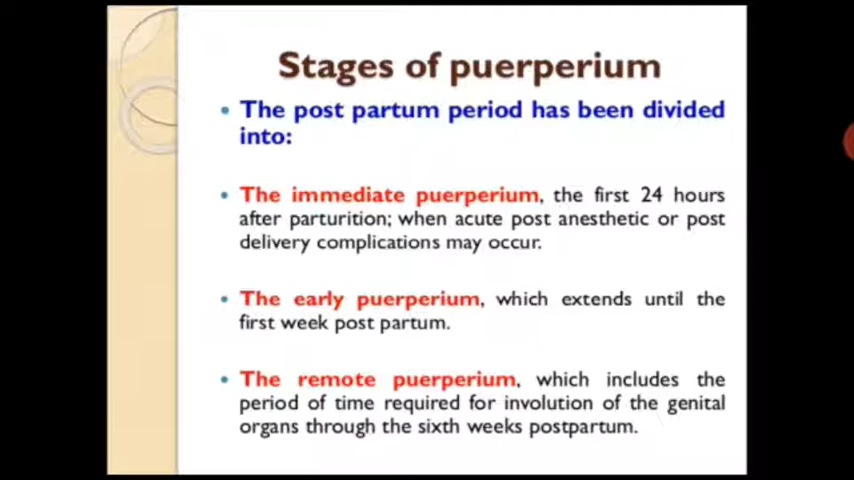 Stages of puerperium
• The post partum period has been divided
into:
• The immediate puerperium, the first 24 hours
after parturition; when acute post anesthetic or post
delivery complications may occur.
• The early puerperium, which extends until the
first week post partum.
• The remote puerperium, which includes the
period of time required for involution of the genital
organs through the sixth weeks postpartum.